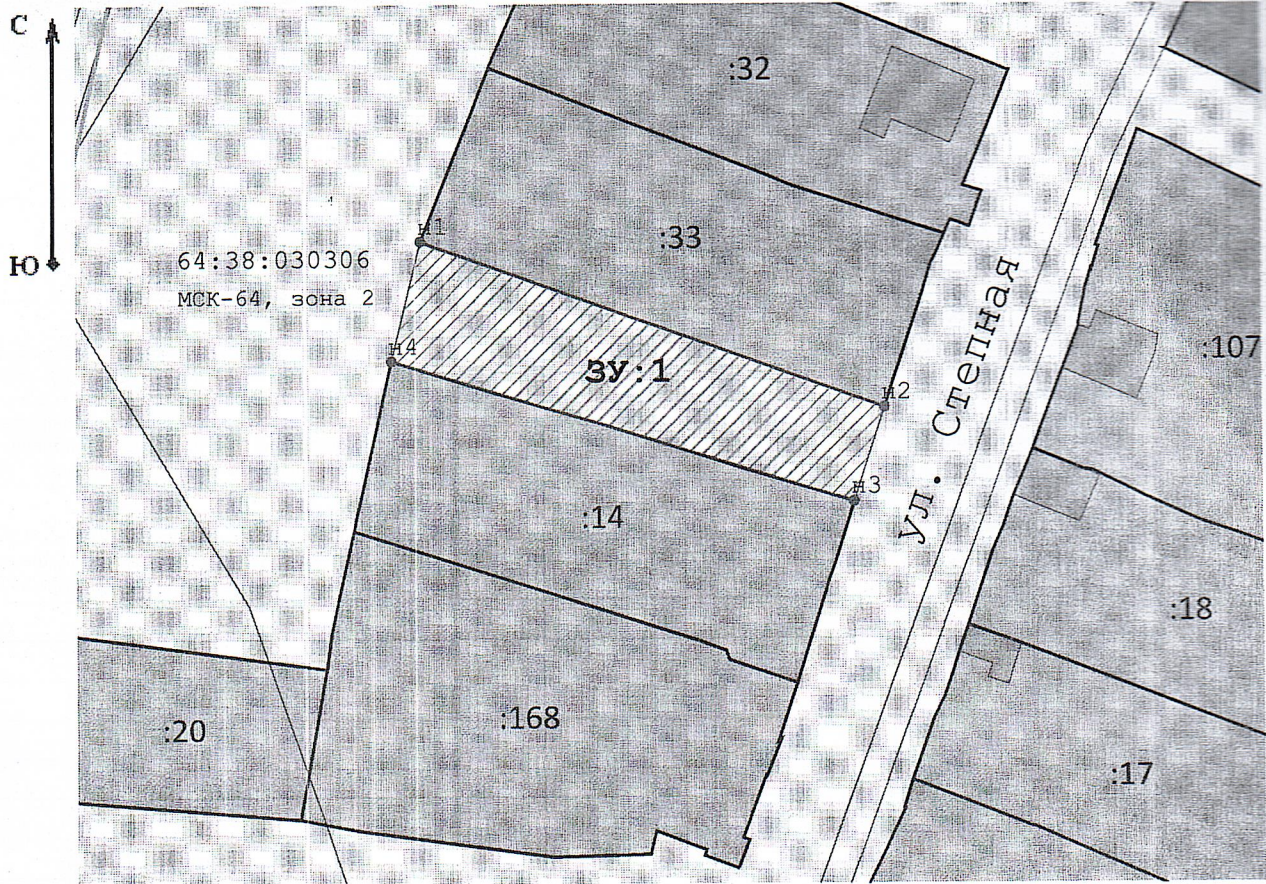 С
:32
н1
:33
Ю
64:38:030306
МСК-64, зона 2
н4
ЗУ:1
н2
ул. Степная
:107
н3
:14
:18
:168
:20
:17